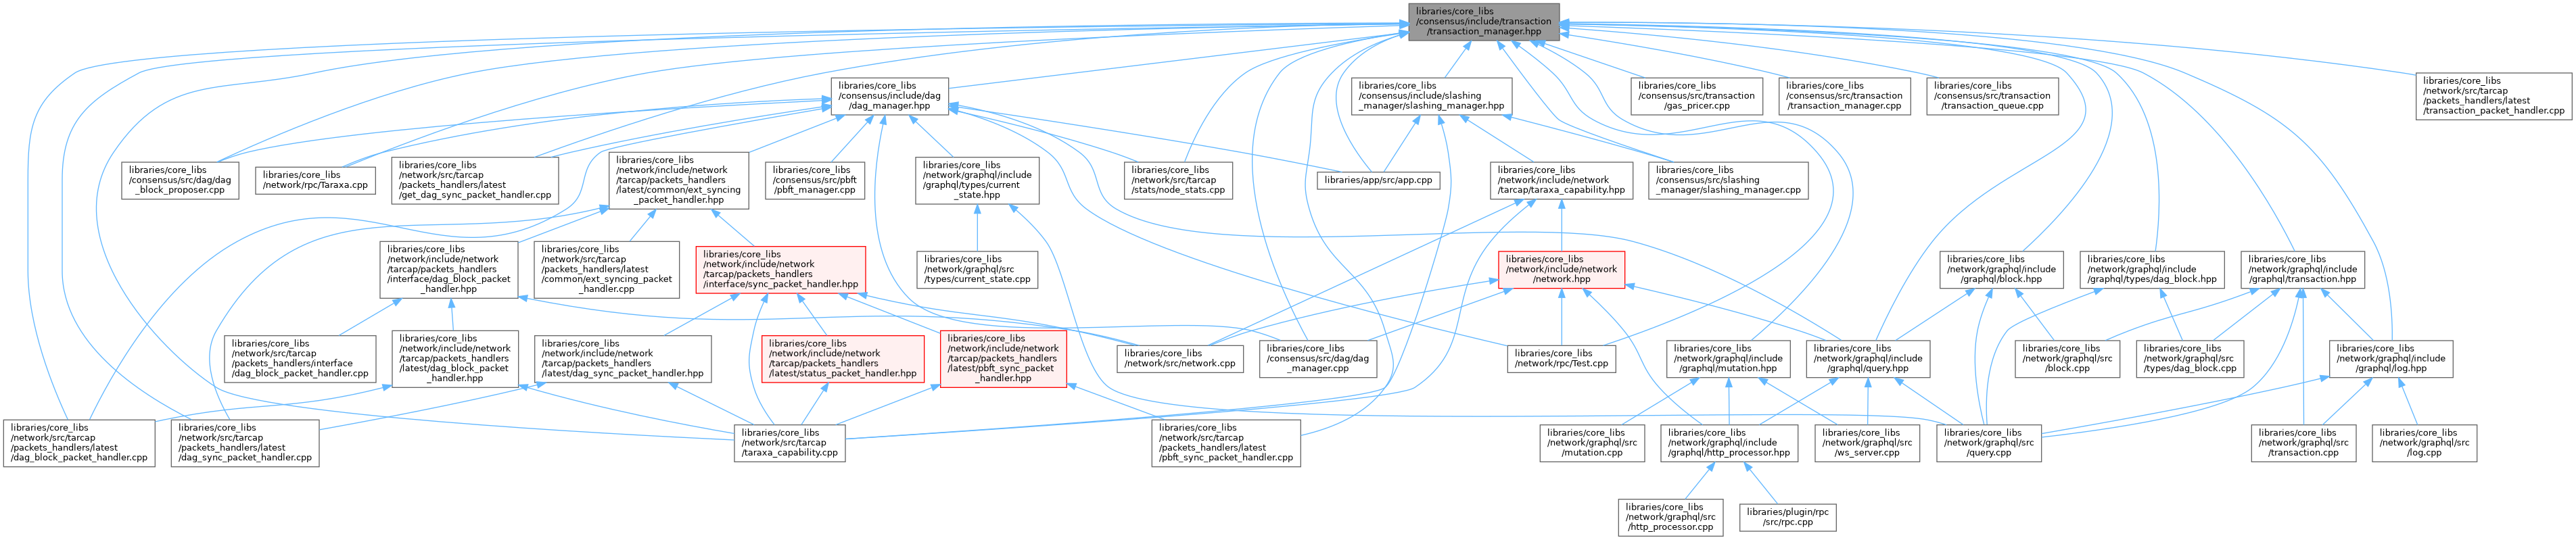 libraries/core_libs
/consensus/include/transaction
/transaction_manager.hpp
libraries/core_libs
/consensus/include/dag
/dag_manager.hpp
libraries/core_libs
/consensus/include/slashing
_manager/slashing_manager.hpp
libraries/core_libs
/consensus/src/transaction
/gas_pricer.cpp
libraries/core_libs
/consensus/src/transaction
/transaction_manager.cpp
libraries/core_libs
/consensus/src/transaction
/transaction_queue.cpp
libraries/core_libs
/network/src/tarcap
/packets_handlers/latest
/transaction_packet_handler.cpp
libraries/core_libs
/consensus/src/dag/dag
_block_proposer.cpp
libraries/core_libs
/network/rpc/Taraxa.cpp
libraries/core_libs
/network/src/tarcap
/packets_handlers/latest
/get_dag_sync_packet_handler.cpp
libraries/core_libs
/network/include/network
/tarcap/packets_handlers
/latest/common/ext_syncing
_packet_handler.hpp
libraries/core_libs
/consensus/src/pbft
/pbft_manager.cpp
libraries/core_libs
/network/graphql/include
/graphql/types/current
_state.hpp
libraries/core_libs
/network/src/tarcap
/stats/node_stats.cpp
libraries/app/src/app.cpp
libraries/core_libs
/network/include/network
/tarcap/taraxa_capability.hpp
libraries/core_libs
/consensus/src/slashing
_manager/slashing_manager.cpp
libraries/core_libs
/network/include/network
/tarcap/packets_handlers
/interface/dag_block_packet
_handler.hpp
libraries/core_libs
/network/src/tarcap
/packets_handlers/latest
/common/ext_syncing_packet
_handler.cpp
libraries/core_libs
/network/include/network
/tarcap/packets_handlers
/interface/sync_packet_handler.hpp
libraries/core_libs
/network/graphql/src
/types/current_state.cpp
libraries/core_libs
/network/include/network
/network.hpp
libraries/core_libs
/network/graphql/include
/graphql/block.hpp
libraries/core_libs
/network/graphql/include
/graphql/types/dag_block.hpp
libraries/core_libs
/network/graphql/include
/graphql/transaction.hpp
libraries/core_libs
/network/src/tarcap
/packets_handlers/interface
/dag_block_packet_handler.cpp
libraries/core_libs
/network/include/network
/tarcap/packets_handlers
/latest/dag_block_packet
_handler.hpp
libraries/core_libs
/network/include/network
/tarcap/packets_handlers
/latest/dag_sync_packet_handler.hpp
libraries/core_libs
/network/include/network
/tarcap/packets_handlers
/latest/status_packet_handler.hpp
libraries/core_libs
/network/include/network
/tarcap/packets_handlers
/latest/pbft_sync_packet
_handler.hpp
libraries/core_libs
/network/src/network.cpp
libraries/core_libs
/consensus/src/dag/dag
_manager.cpp
libraries/core_libs
/network/rpc/Test.cpp
libraries/core_libs
/network/graphql/include
/graphql/mutation.hpp
libraries/core_libs
/network/graphql/include
/graphql/query.hpp
libraries/core_libs
/network/graphql/src
/block.cpp
libraries/core_libs
/network/graphql/src
/types/dag_block.cpp
libraries/core_libs
/network/graphql/include
/graphql/log.hpp
libraries/core_libs
/network/src/tarcap
/packets_handlers/latest
/dag_block_packet_handler.cpp
libraries/core_libs
/network/src/tarcap
/packets_handlers/latest
/dag_sync_packet_handler.cpp
libraries/core_libs
/network/src/tarcap
/taraxa_capability.cpp
libraries/core_libs
/network/src/tarcap
/packets_handlers/latest
/pbft_sync_packet_handler.cpp
libraries/core_libs
/network/graphql/src
/mutation.cpp
libraries/core_libs
/network/graphql/include
/graphql/http_processor.hpp
libraries/core_libs
/network/graphql/src
/ws_server.cpp
libraries/core_libs
/network/graphql/src
/query.cpp
libraries/core_libs
/network/graphql/src
/transaction.cpp
libraries/core_libs
/network/graphql/src
/log.cpp
libraries/core_libs
/network/graphql/src
/http_processor.cpp
libraries/plugin/rpc
/src/rpc.cpp